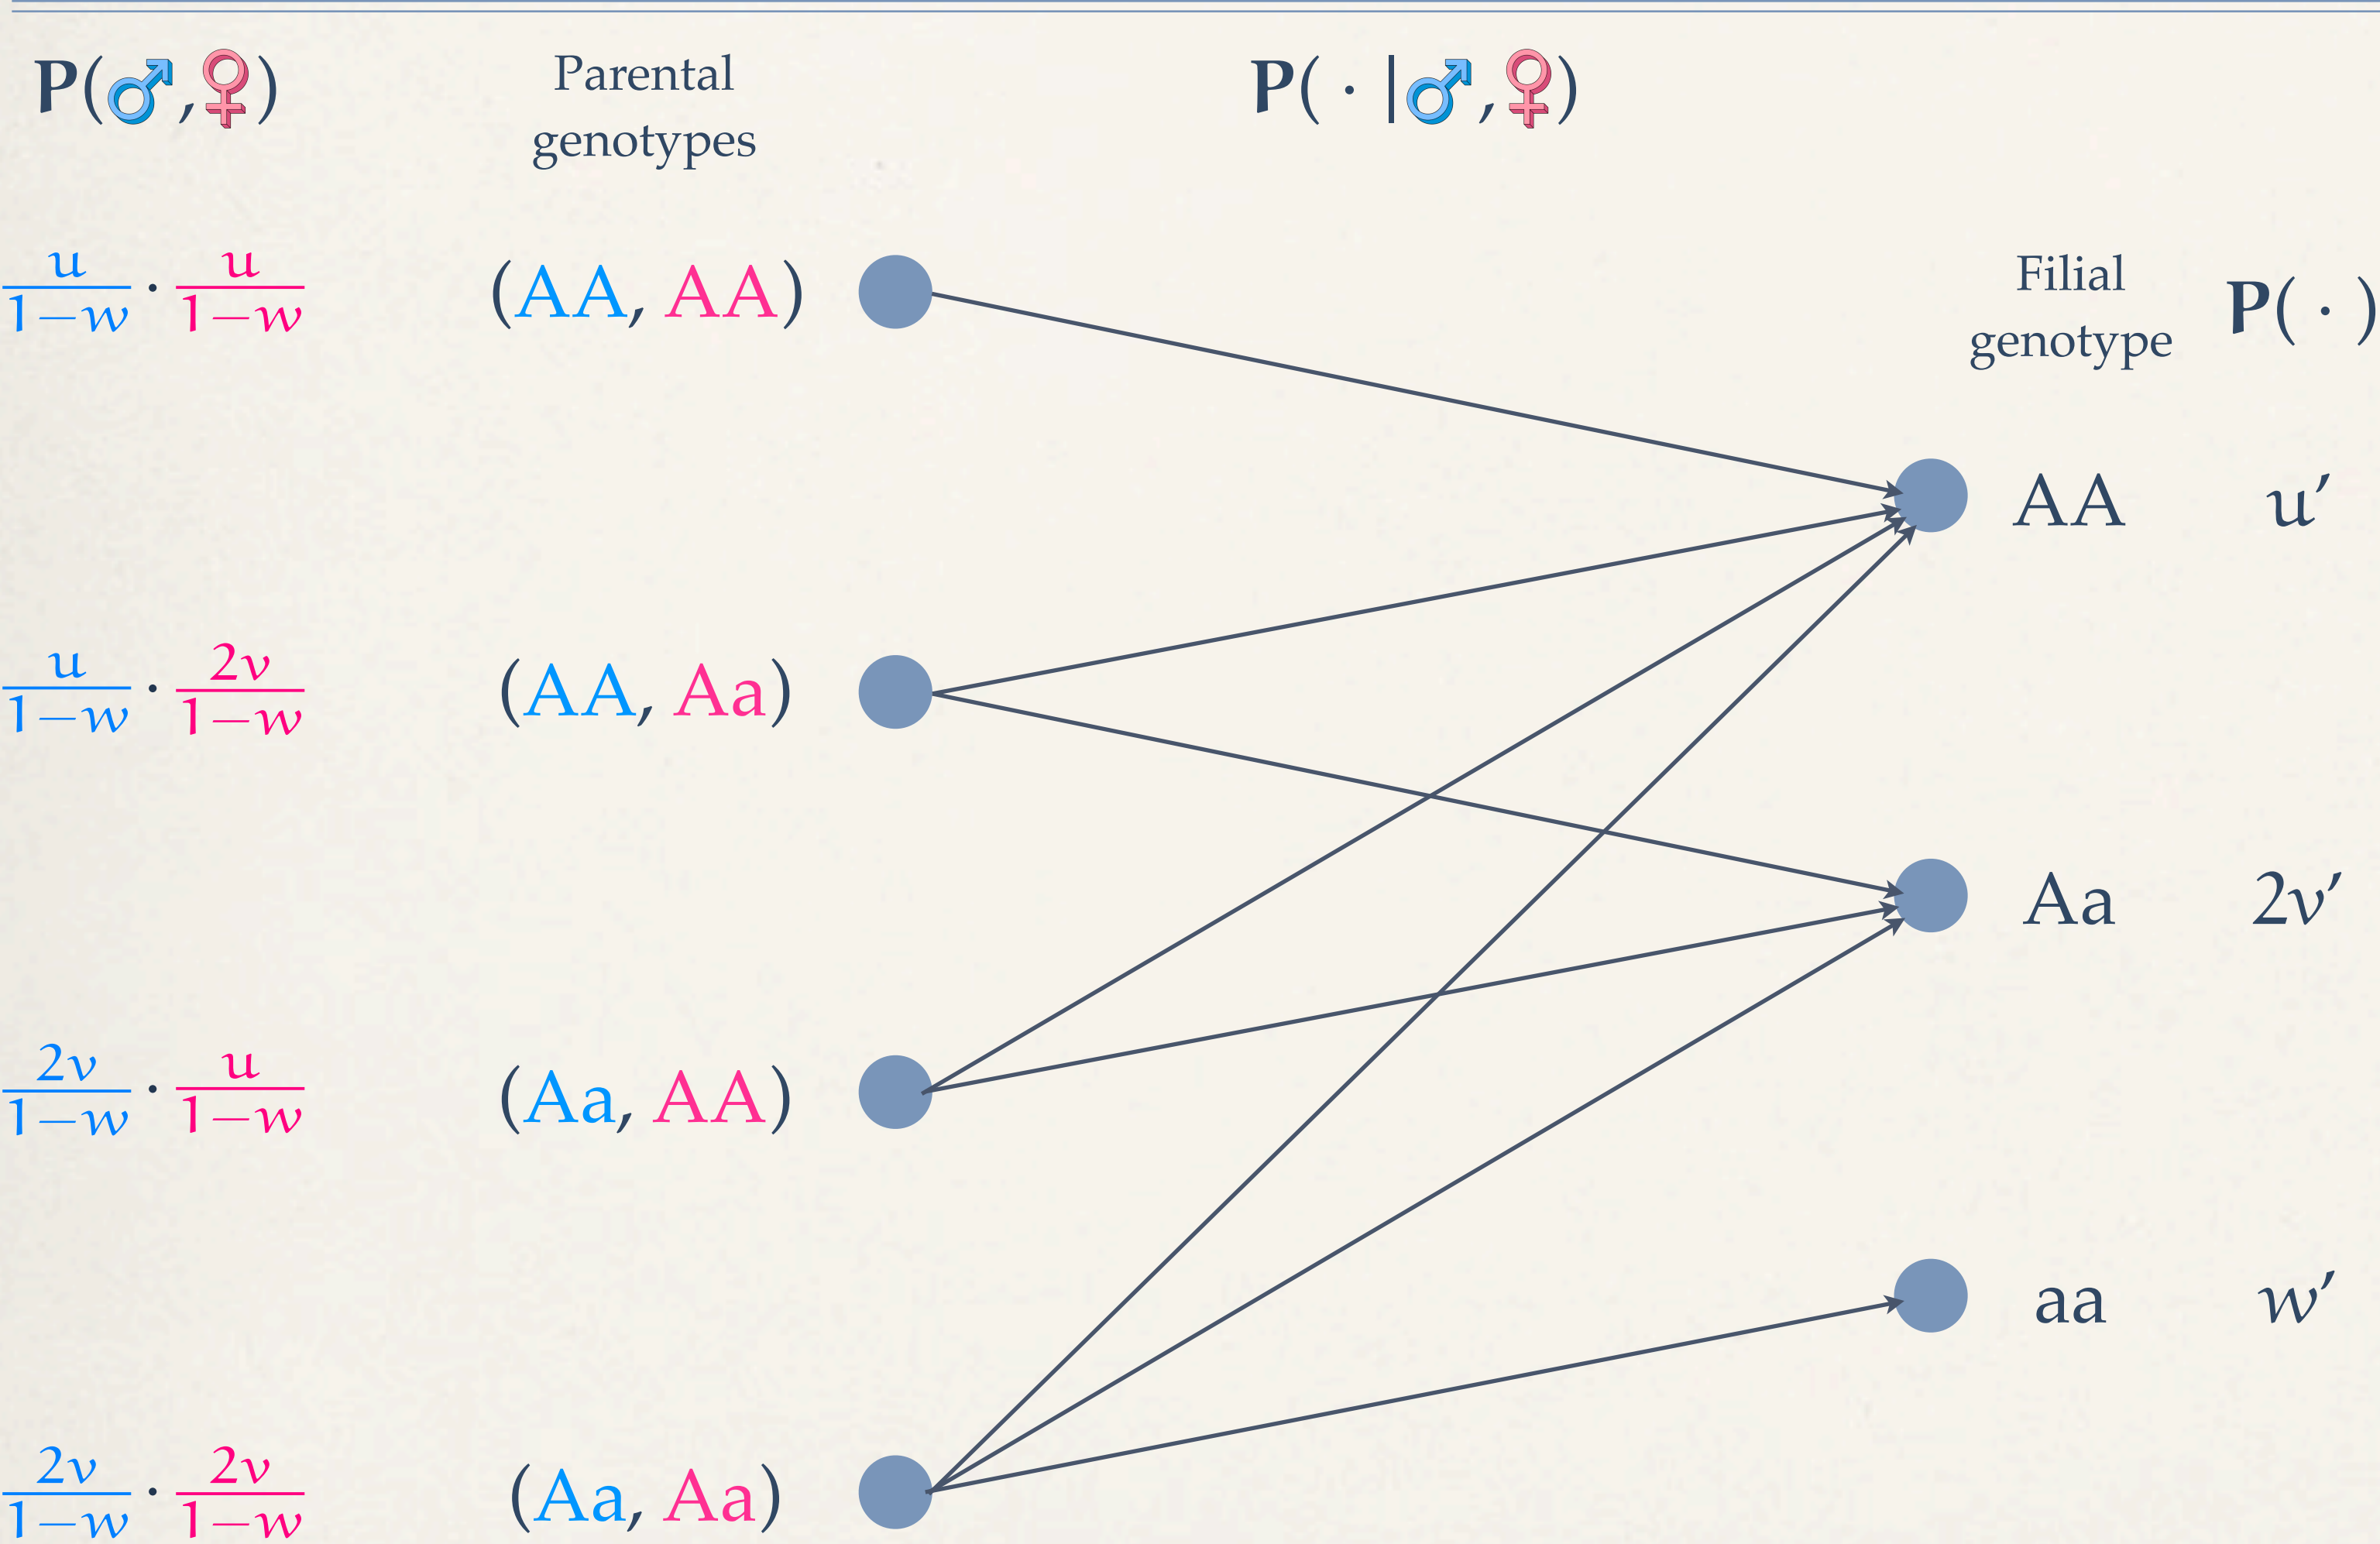 P(♂,♀)
Parental
genotypes
P( · |♂,♀)
Filial
genotype
P( · )
u/1−w · u/1−w
(AA, AA)
AA
u′
u/1−w · 2v/1−w
(AA, Aa)
Aa
2v′
2v/1−w · u/1−w
(Aa, AA)
aa
w′
2v/1−w · 2v/1−w
(Aa, Aa)